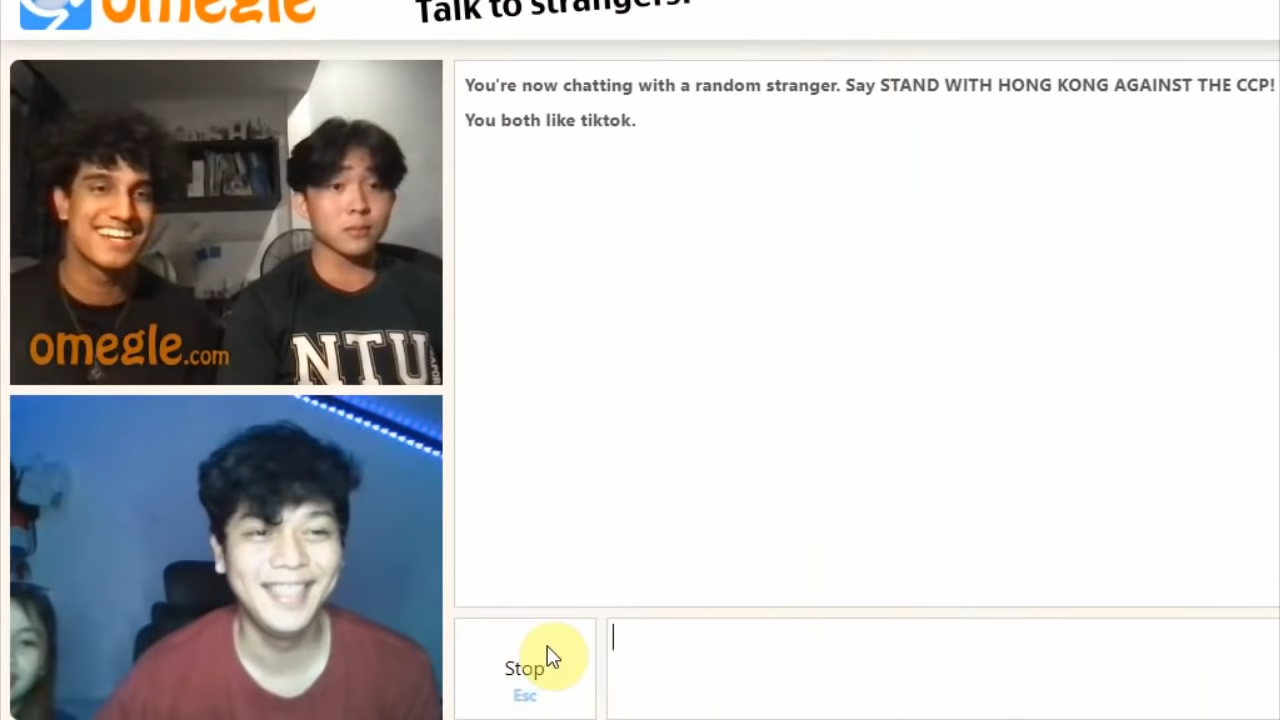 omegle
Talk to strangers!
You're now chatting with a random stranger. Say STAND WITH HONG KONG AGAINST THE CCP!
You both like tiktok.
omegle.com
NTU
Stop
Esc